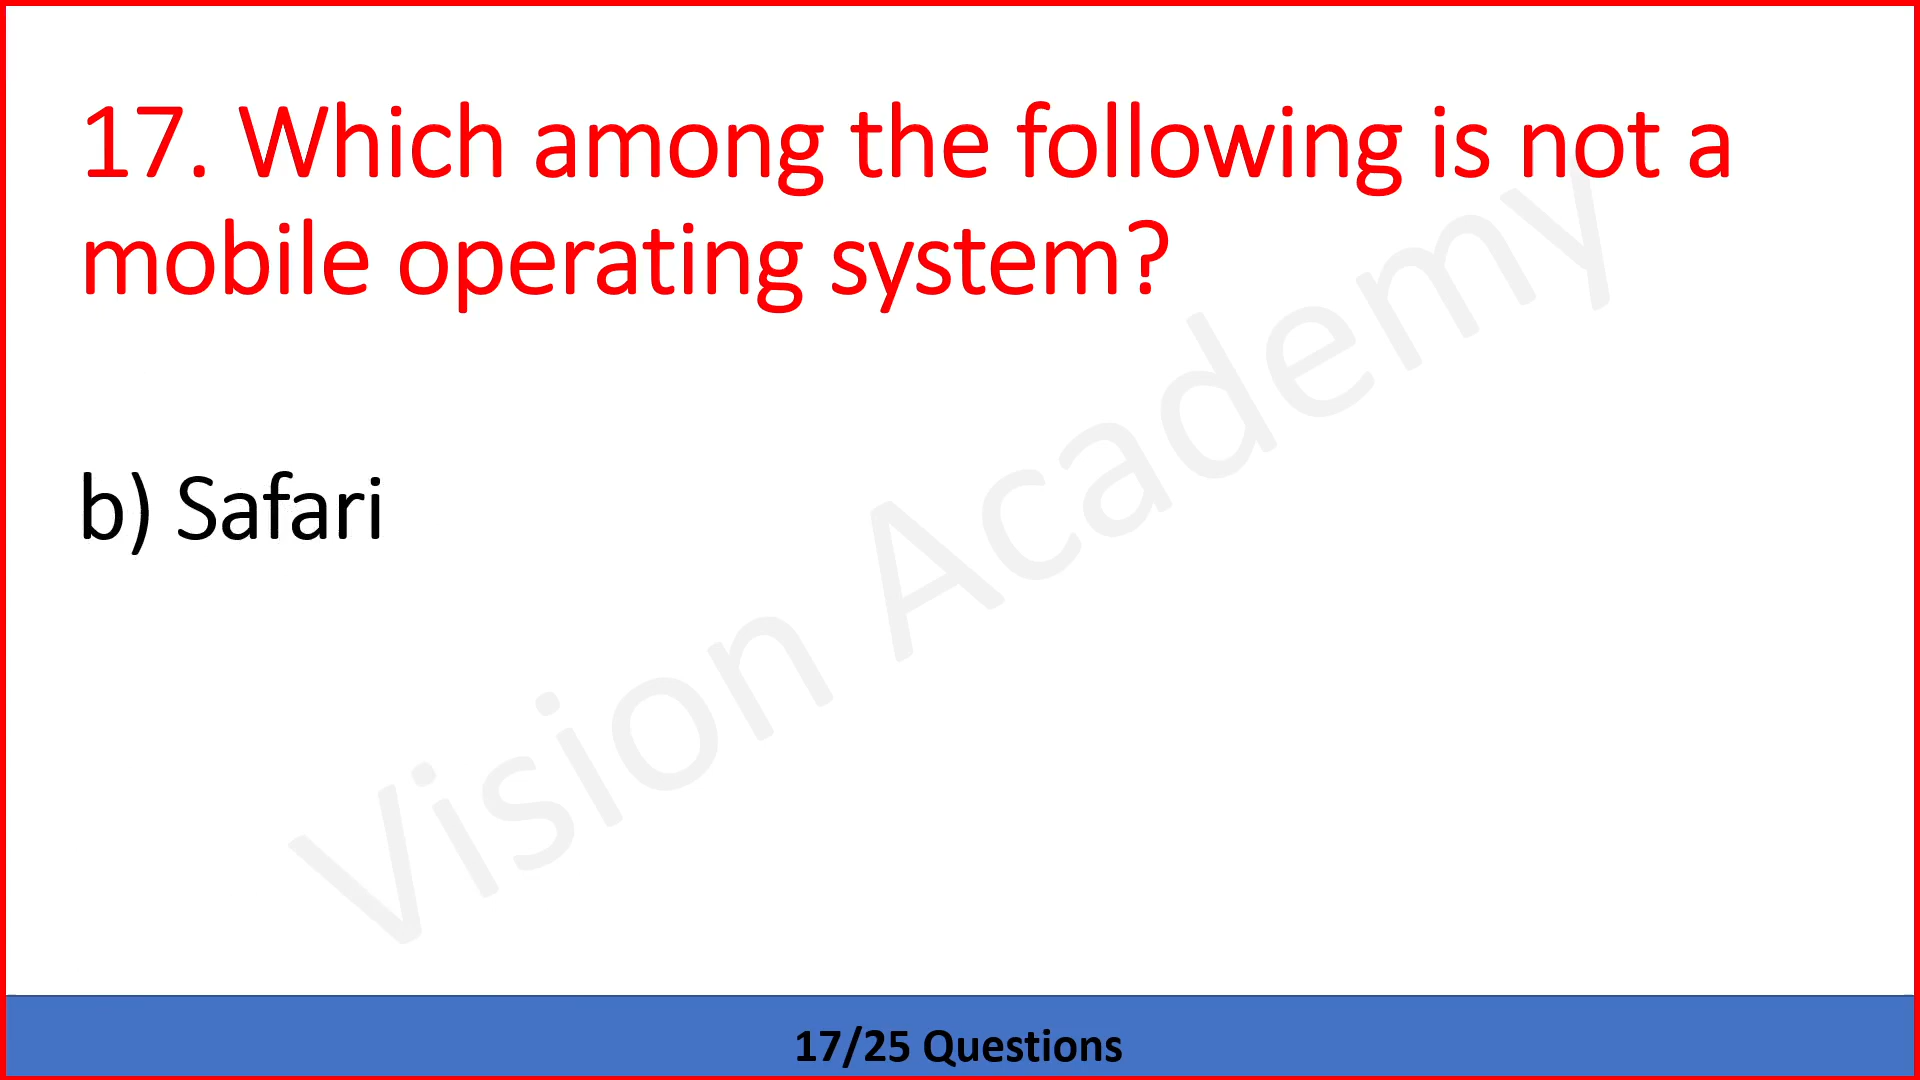 17. Which among the following is not a
mobile operating system?
b) Safari
Vision Academy
17/25 Questions